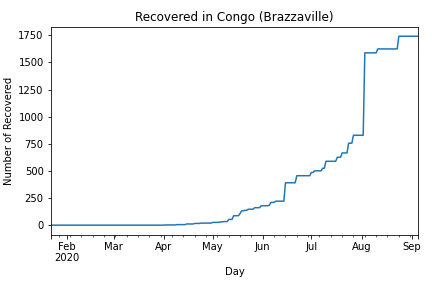 Recovered in Congo (Brazzaville)
Number of Recovered
1750
1500
1250
1000
750
500
250
0
Feb Mar Apr May Jun Jul Aug Sep
2020
Day